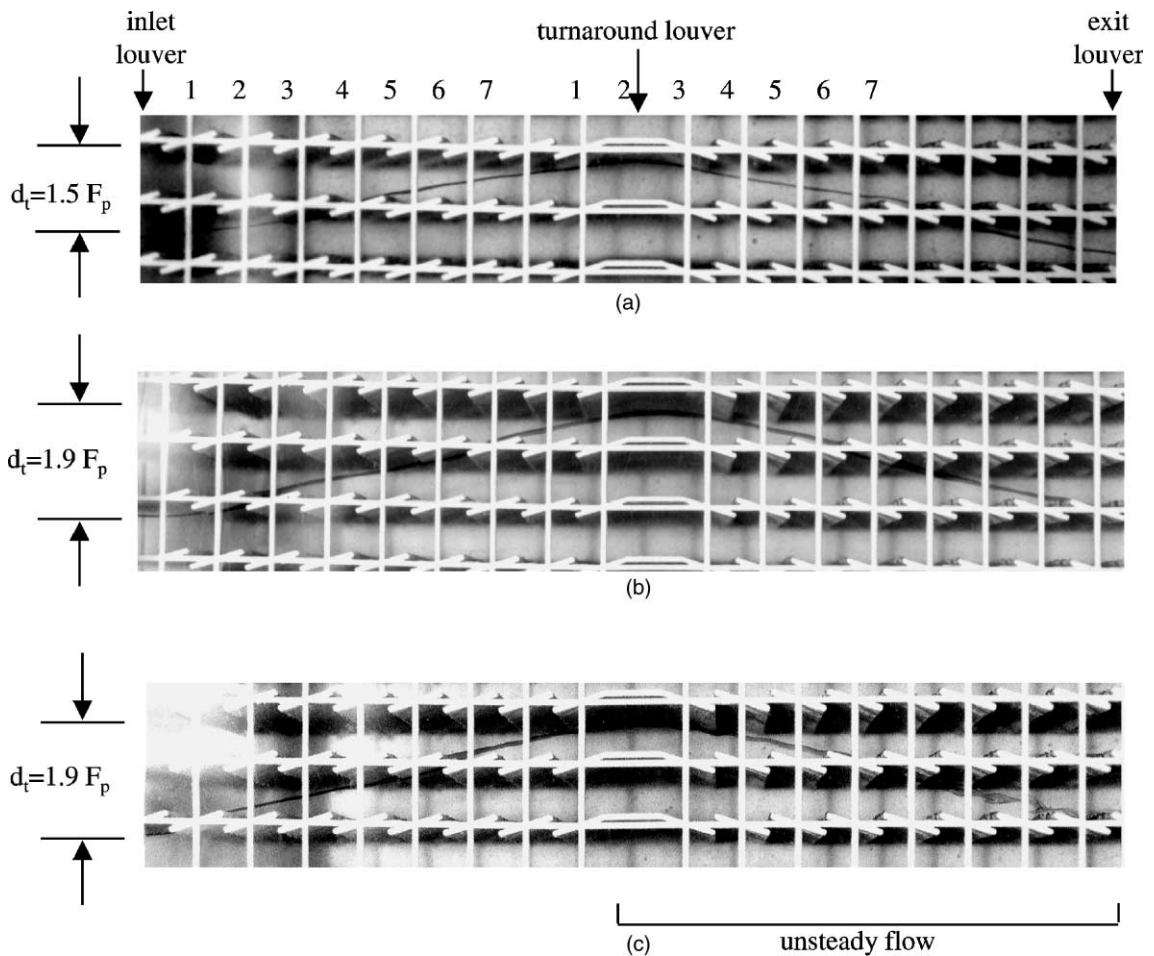 inlet louver
turnaround louver
exit louver
1 2 3 4 5 6 7 1 2 3 4 5 6 7
dt=1.5 Fp
(a)
dt=1.9 Fp
(b)
dt=1.9 Fp
(c)
unsteady flow